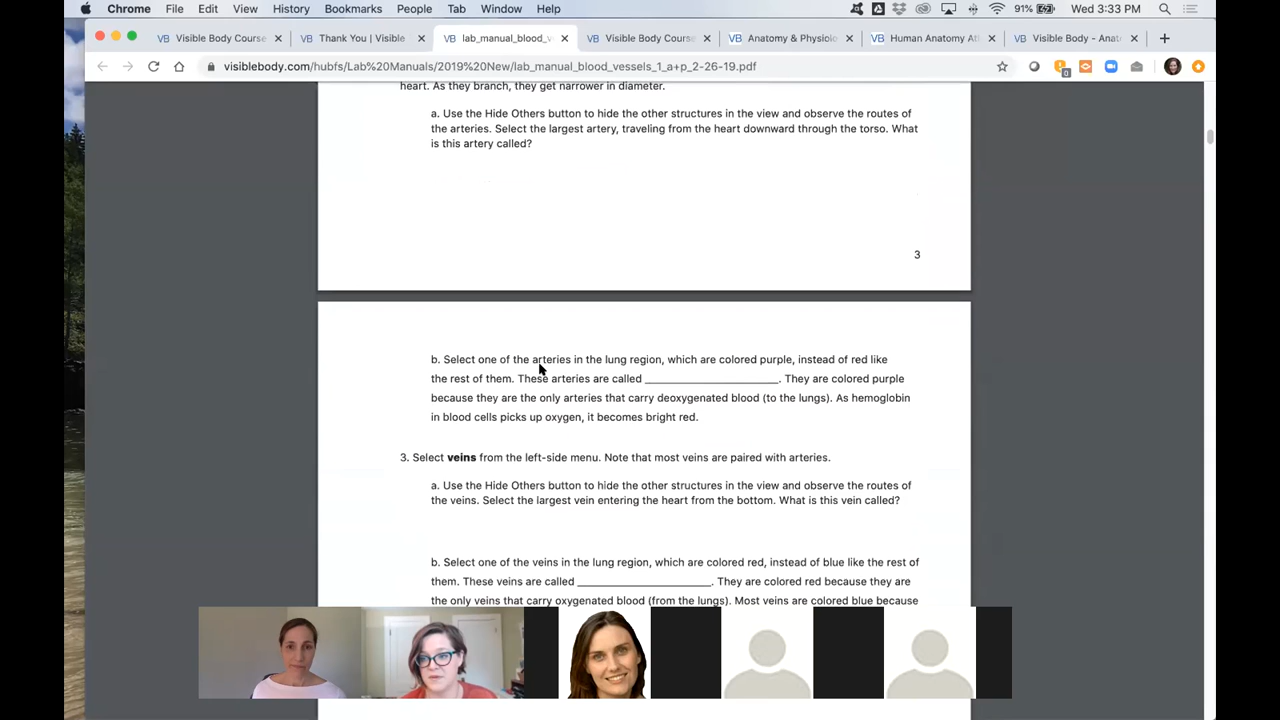 Chrome File Edit View History Bookmarks People Tab Window Help 91% Wed 3:33 PM
Visible Body Course Thank You | Visible lab_manual_blood_v Visible Body Cours Anatomy & Physiolo Human Anatomy At Visible Body - Anat
visiblebody.com/hubfs/Lab%20Manuals/2019%20New/lab_manual_blood_vessels_1_a+p_2-26-19.pdf 0
heart. As they branch, they get narrower in diameter.
a. Use the Hide Others button to hide the other structures in the view and observe the routes of
the arteries. Select the largest artery, traveling from the heart downward through the torso. What
is this artery called?
3
b. Select one of the arteries in the lung region, which are colored purple, instead of red like
the rest of them. These arteries are called ______________________. They are colored purple
because they are the only arteries that carry deoxygenated blood (to the lungs). As hemoglobin
in blood cells picks up oxygen, it becomes bright red.
3. Select veins from the left-side menu. Note that most veins are paired with arteries.
a. Use the Hide Others button to hide the other structures in the view and observe the routes of
the veins. Select the largest vein entering the heart from the bottom. What is this vein called?
b. Select one of the veins in the lung region, which are colored red, instead of blue like the rest of
them. These veins are called ______________________. They are colored red because they are
the only veins that carry oxygenated blood (from the lungs). Most veins are colored blue because